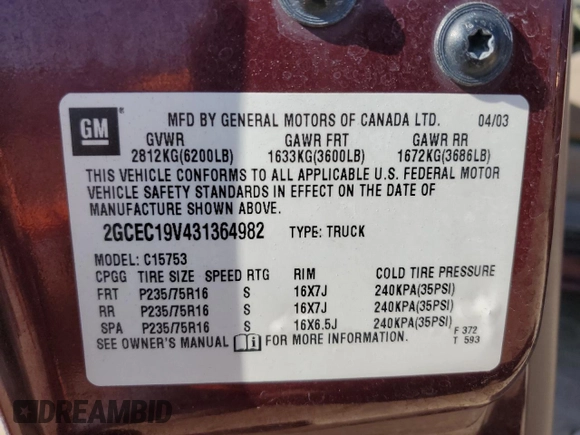 GM
MFD BY GENERAL MOTORS OF CANADA LTD. 04/03
GVWR GAWR FRT GAWR RR
2812KG(6200LB) 1633KG(3600LB) 1672KG(3686LB)
THIS VEHICLE CONFORMS TO ALL APPLICABLE U.S. FEDERAL MOTOR
VEHICLE SAFETY STANDARDS IN EFFECT ON THE DATE OF
MANUFACTURE SHOWN ABOVE.
2GCEC19V431364982 TYPE: TRUCK
MODEL: C15753
CPGG TIRE SIZE SPEED RTG RIM COLD TIRE PRESSURE
FRT P235/75R16 S 16X7J 240KPA(35PSI)
RR P235/75R16 S 16X7J 240KPA(35PSI)
SPA P235/75R16 S 16X6.5J 240KPA(35PSI)
SEE OWNER'S MANUAL FOR MORE INFORMATION.
F 372
T 593
DREAMBID